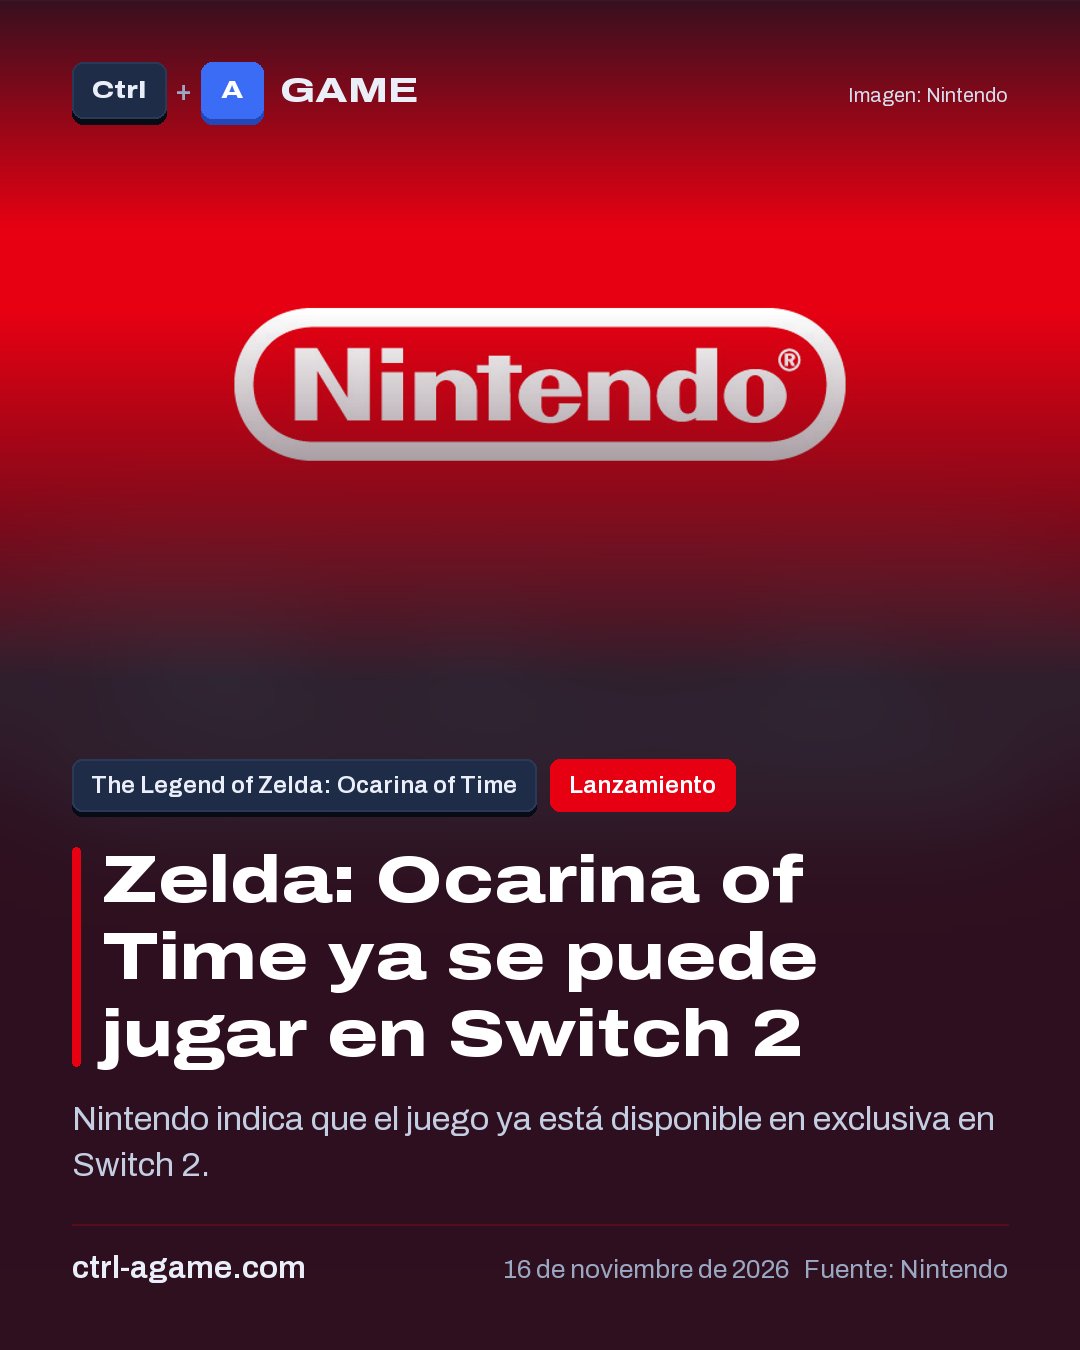 Ctrl + A GAME
Imagen: Nintendo
Nintendo®
The Legend of Zelda: Ocarina of Time
Lanzamiento
Zelda: Ocarina of
Time ya se puede
jugar en Switch 2
Nintendo indica que el juego ya está disponible en exclusiva en
Switch 2.
ctrl-agame.com
16 de noviembre de 2026 Fuente: Nintendo